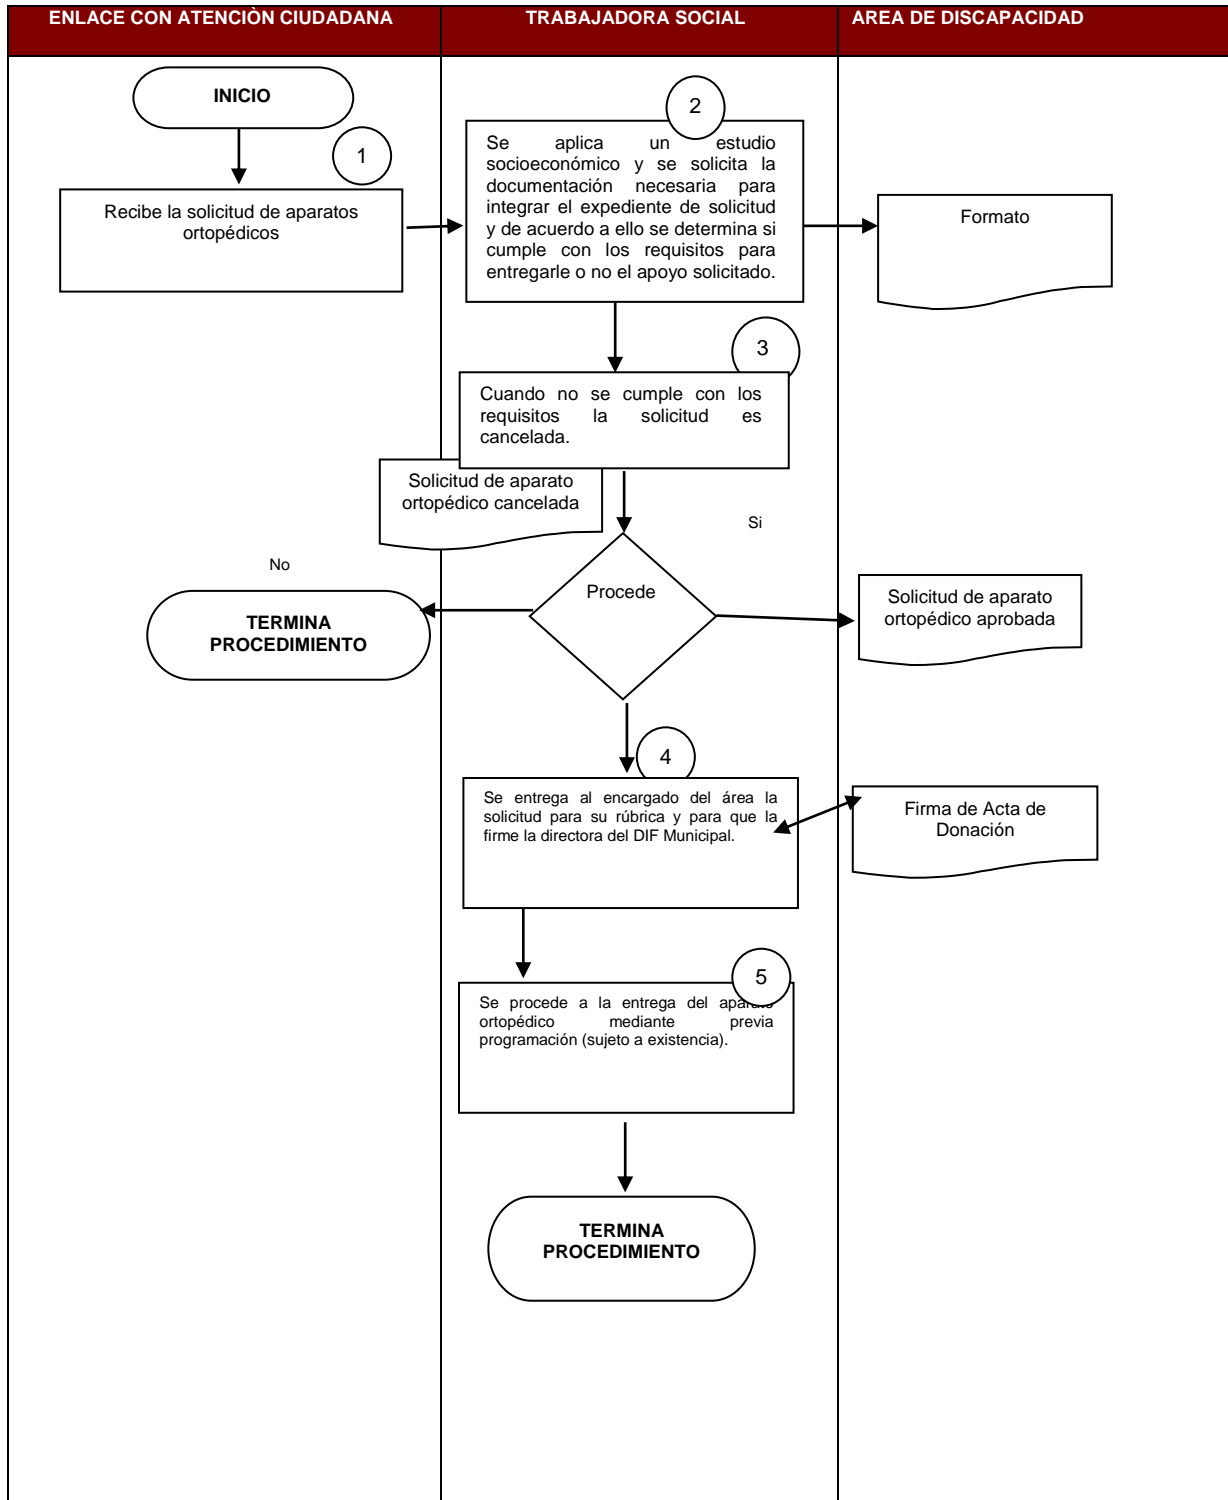 ENLACE CON ATENCIÒN CIUDADANA
TRABAJADORA SOCIAL
AREA DE DISCAPACIDAD
INICIO
1
Recibe la solicitud de aparatos
ortopédicos
2
Se aplica un estudio
socioeconómico y se solicita la
documentación necesaria para
integrar el expediente de solicitud
y de acuerdo a ello se determina si
cumple con los requisitos para
entregarle o no el apoyo solicitado.
Formato
3
Cuando no se cumple con los
requisitos la solicitud es
cancelada.
Solicitud de aparato
ortopédico cancelada
Si
No
Procede
TERMINA
PROCEDIMIENTO
Solicitud de aparato
ortopédico aprobada
4
Se entrega al encargado del área la
solicitud para su rúbrica y para que la
firme la directora del DIF Municipal.
Firma de Acta de
Donación
5
Se procede a la entrega del aparato
ortopédico mediante previa
programación (sujeto a existencia).
TERMINA
PROCEDIMIENTO